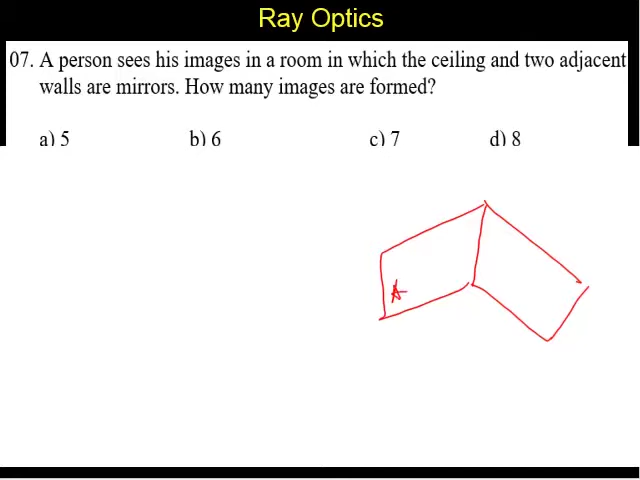 Ray Optics
07. A person sees his images in a room in which the ceiling and two adjacent
walls are mirrors. How many images are formed?
a) 5 b) 6 c) 7 d) 8
A